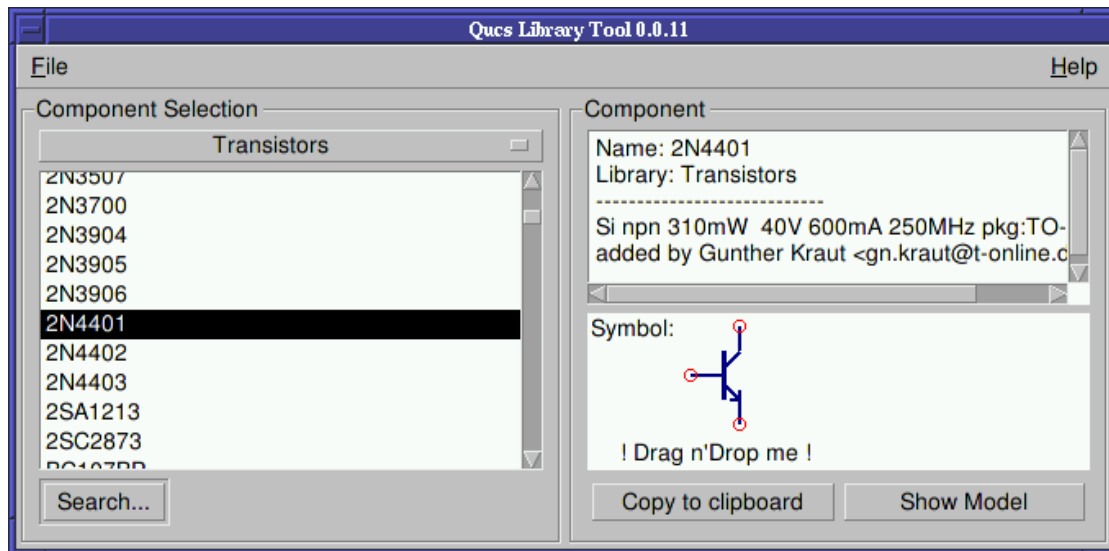 Qucs Library Tool 0.0.11
File
Help
Component Selection
Transistors
2N3507
2N3700
2N3904
2N3905
2N3906
2N4401
2N4402
2N4403
2SA1213
2SC2873
Search...
Component
Name: 2N4401
Library: Transistors
----------------------------
Si npn 310mW  40V 600mA 250MHz pkg:TO-
added by Gunther Kraut <gn.kraut@t-online.d
Symbol:
! Drag n'Drop me !
Copy to clipboard
Show Model